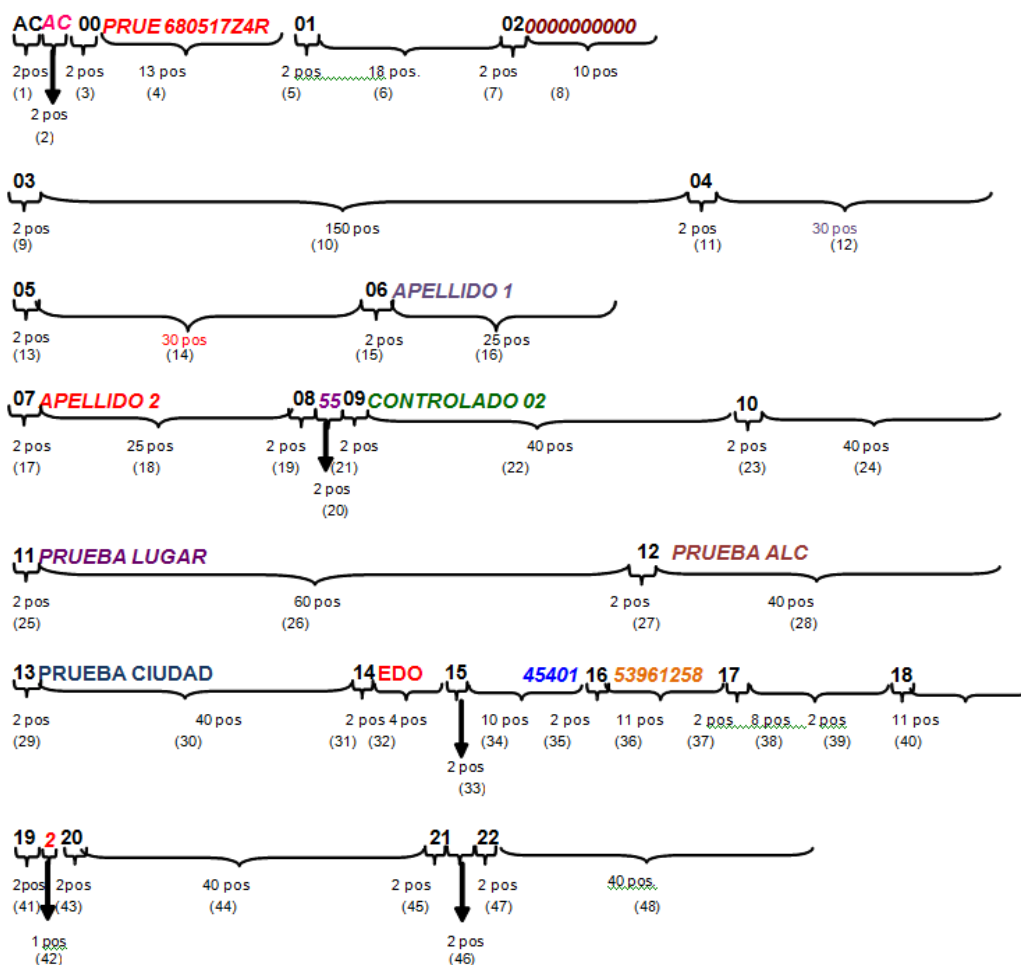 AC AC 00 PRUE680517Z4R 01 02 0000000000
2pos 2 pos 13 pos 2 pos 18 pos. 2 pos 10 pos
(1) (3) (4) (5) (6) (7) (8)
2 pos
(2)
03 04
2 pos 150 pos 2 pos 30 pos
(9) (10) (11) (12)
05 06 APELLIDO 1
2 pos 30 pos 2 pos 25 pos
(13) (14) (15) (16)
07 APELLIDO 2 08 55 09 CONTROLADO 02 10
2 pos 25 pos 2 pos 2 pos 40 pos 2 pos 40 pos
(17) (18) (19) (21) (22) (23) (24)
2 pos
(20)
11 PRUEBA LUGAR 12 PRUEBA ALC
2 pos 60 pos 2 pos 40 pos
(25) (26) (27) (28)
13 PRUEBA CIUDAD 14 EDO 15 45401 16 53961258 17 18
2 pos 40 pos 2 pos 4 pos 10 pos 2 pos 11 pos 2 pos 8 pos 2 pos 11 pos
(29) (30) (31) (32) (34) (35) (36) (37) (38) (39) (40)
2 pos
(33)
19 2 20 21 22
2pos 2pos 40 pos 2 pos 2 pos 40 pos.
(41) (43) (44) (45) (47) (48)
1 pos 2 pos
(42) (46)